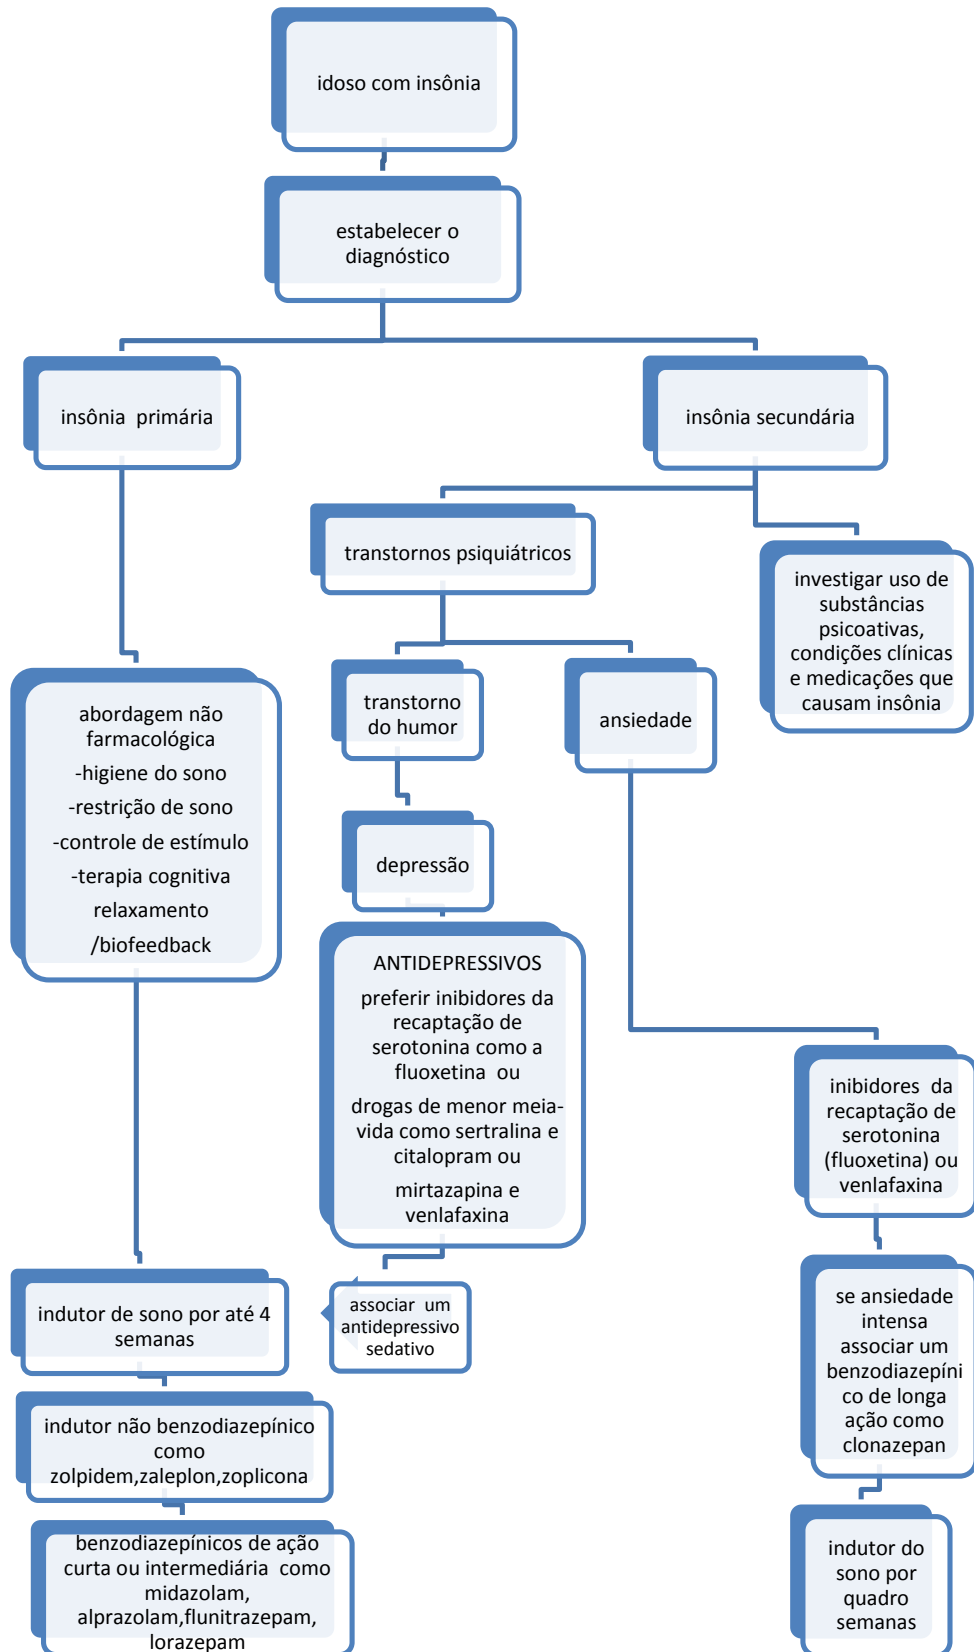 idoso com insônia
estabelecer o
diagnóstico
insônia primária
insônia secundária
transtornos psiquiátricos
investigar uso de
substâncias
psicoativas,
condições clínicas
e medicações que
causam insônia
abordagem não
farmacológica
-higiene do sono
-restrição de sono
-controle de estímulo
-terapia cognitiva
relaxamento
/biofeedback
transtorno
do humor
ansiedade
depressão
ANTIDEPRESSIVOS
preferir inibidores da
recaptação de
serotonina como a
fluoxetina ou
drogas de menor meia-
vida como sertralina e
citalopram ou
mirtazapina e
venlafaxina
inibidores da
recaptação de
serotonina
(fluoxetina) ou
venlafaxina
indutor de sono por até 4
semanas
associar um
antidepressivo
sedativo
se ansiedade
intensa
associar um
benzodiazepíni
co de longa
ação como
clonazepan
indutor não benzodiazepínico
como
zolpidem,zaleplon,zoplicona
benzodiazepínicos de ação
curta ou intermediária como
midazolam,
alprazolam,flunitrazepam,
lorazepam
indutor do
sono por
quadro
semanas